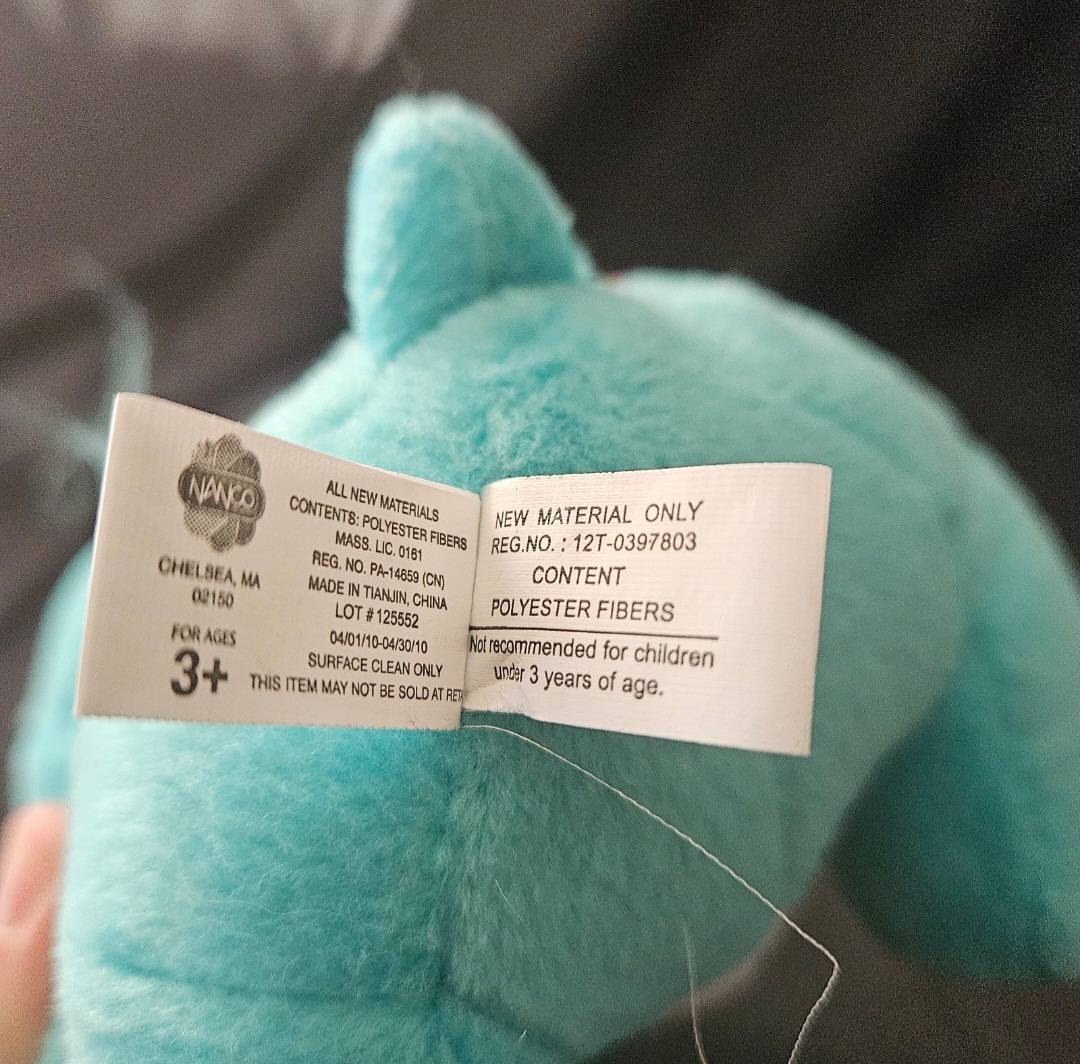 NANCO
CHELSEA, MA
02150
FOR AGES
3+
ALL NEW MATERIALS
CONTENTS: POLYESTER FIBERS
MASS. LIC. 0161
REG. NO. PA-14659 (CN)
MADE IN TIANJIN, CHINA
LOT # 125552
04/01/10-04/30/10
SURFACE CLEAN ONLY
THIS ITEM MAY NOT BE SOLD AT
NEW MATERIAL ONLY
REG.NO. : 12T-0397803
CONTENT
POLYESTER FIBERS
Not recommended for children
under 3 years of age.